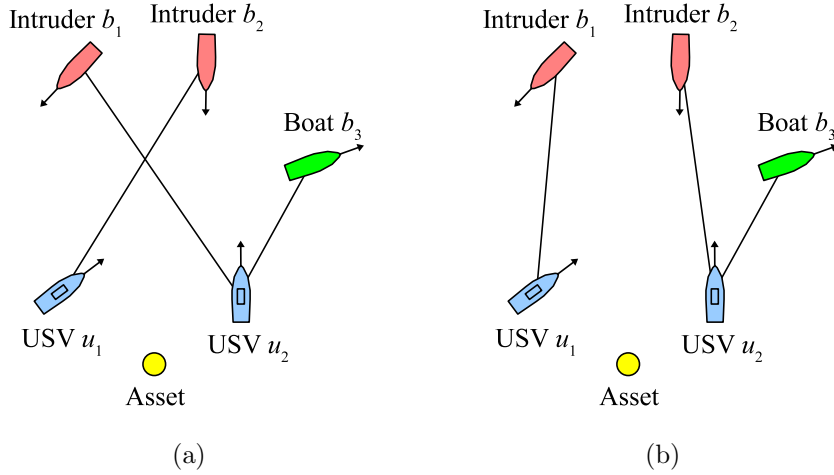 Intruder b₁
Intruder b₂
Boat b₃
USV u₁
USV u₂
Asset
(a)
Intruder b₁
Intruder b₂
Boat b₃
USV u₁
USV u₂
Asset
(b)